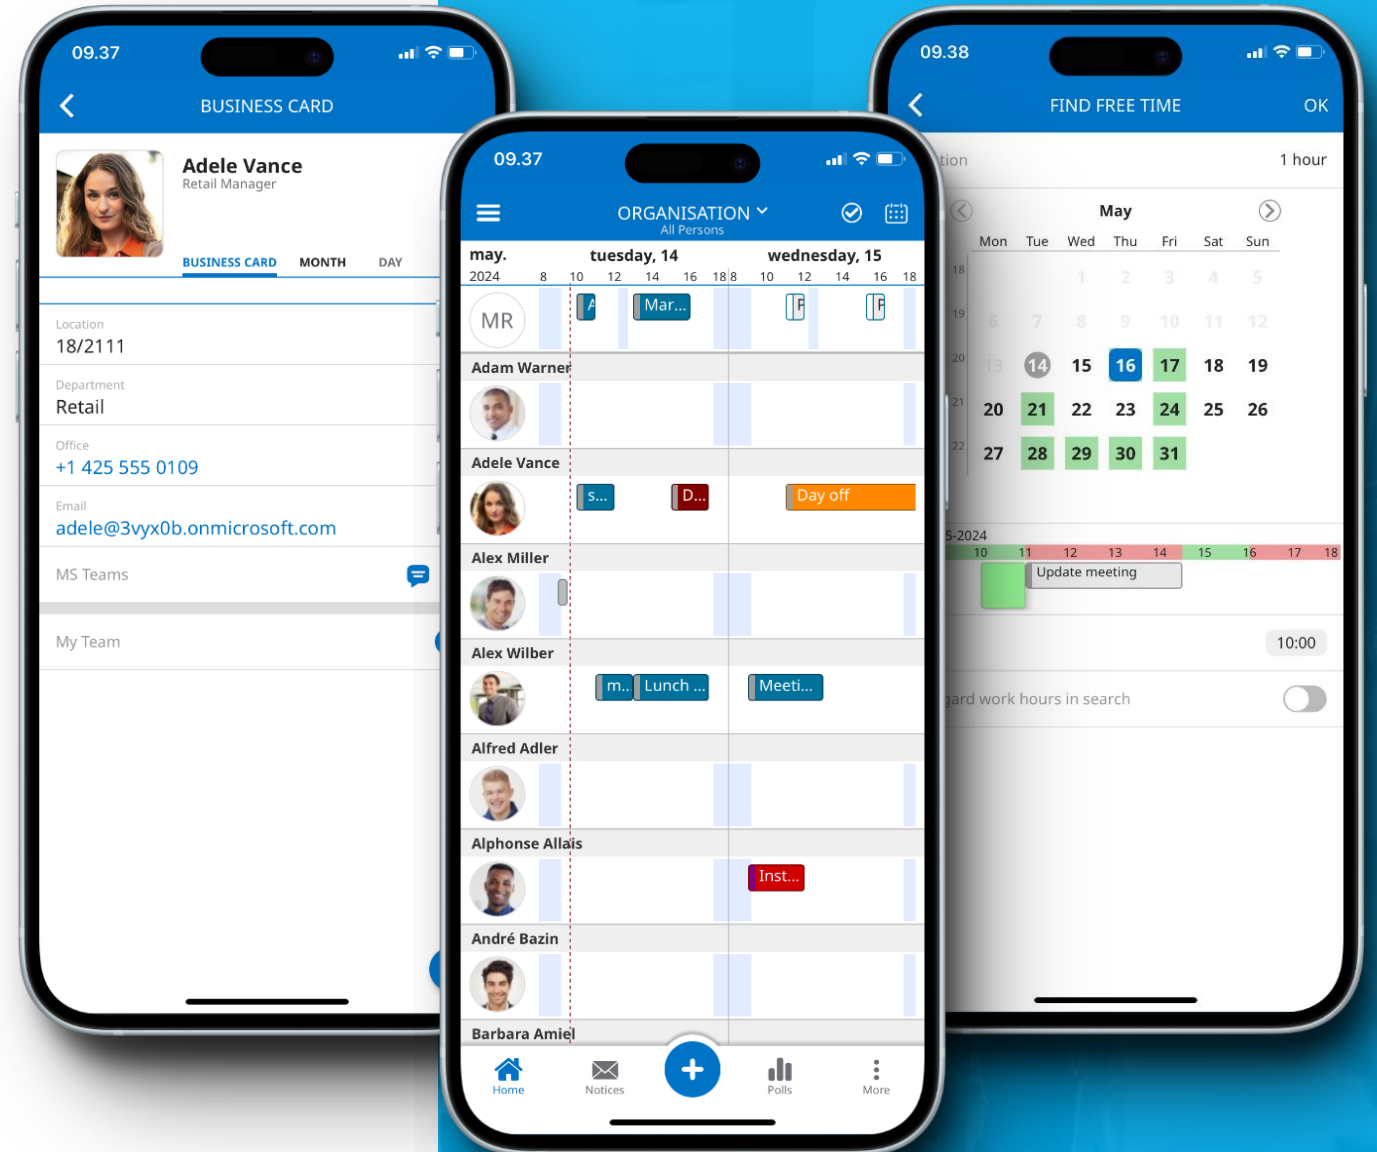 09.37
BUSINESS CARD
Adele Vance
Retail Manager
BUSINESS CARD MONTH DAY
Location
18/2111
Department
Retail
Office
+1 425 555 0109
Email
adele@3vyx0b.onmicrosoft.com
MS Teams
My Team
09.37
ORGANISATION
All Persons
may. tuesday, 14 wednesday, 15
2024 8 10 12 14 16 18 8 10 12 14 16 18
MR A Mar... F F
Adam Warner
Adele Vance
s... D... Day off
Alex Miller
Alex Wilber
m... Lunch ... Meeti...
Alfred Adler
Alphonse Allais
Inst...
André Bazin
Barbara Amiel
Home Notices + Polls More
09.38
FIND FREE TIME OK
tion 1 hour
May
Mon Tue Wed Thu Fri Sat Sun
18 1 2 3 4 5
19 6 7 8 9 10 11 12
20 13 14 15 16 17 18 19
21 20 21 22 23 24 25 26
22 27 28 29 30 31
5-2024
10 11 12 13 14 15 16 17 18
Update meeting
10:00
gard work hours in search